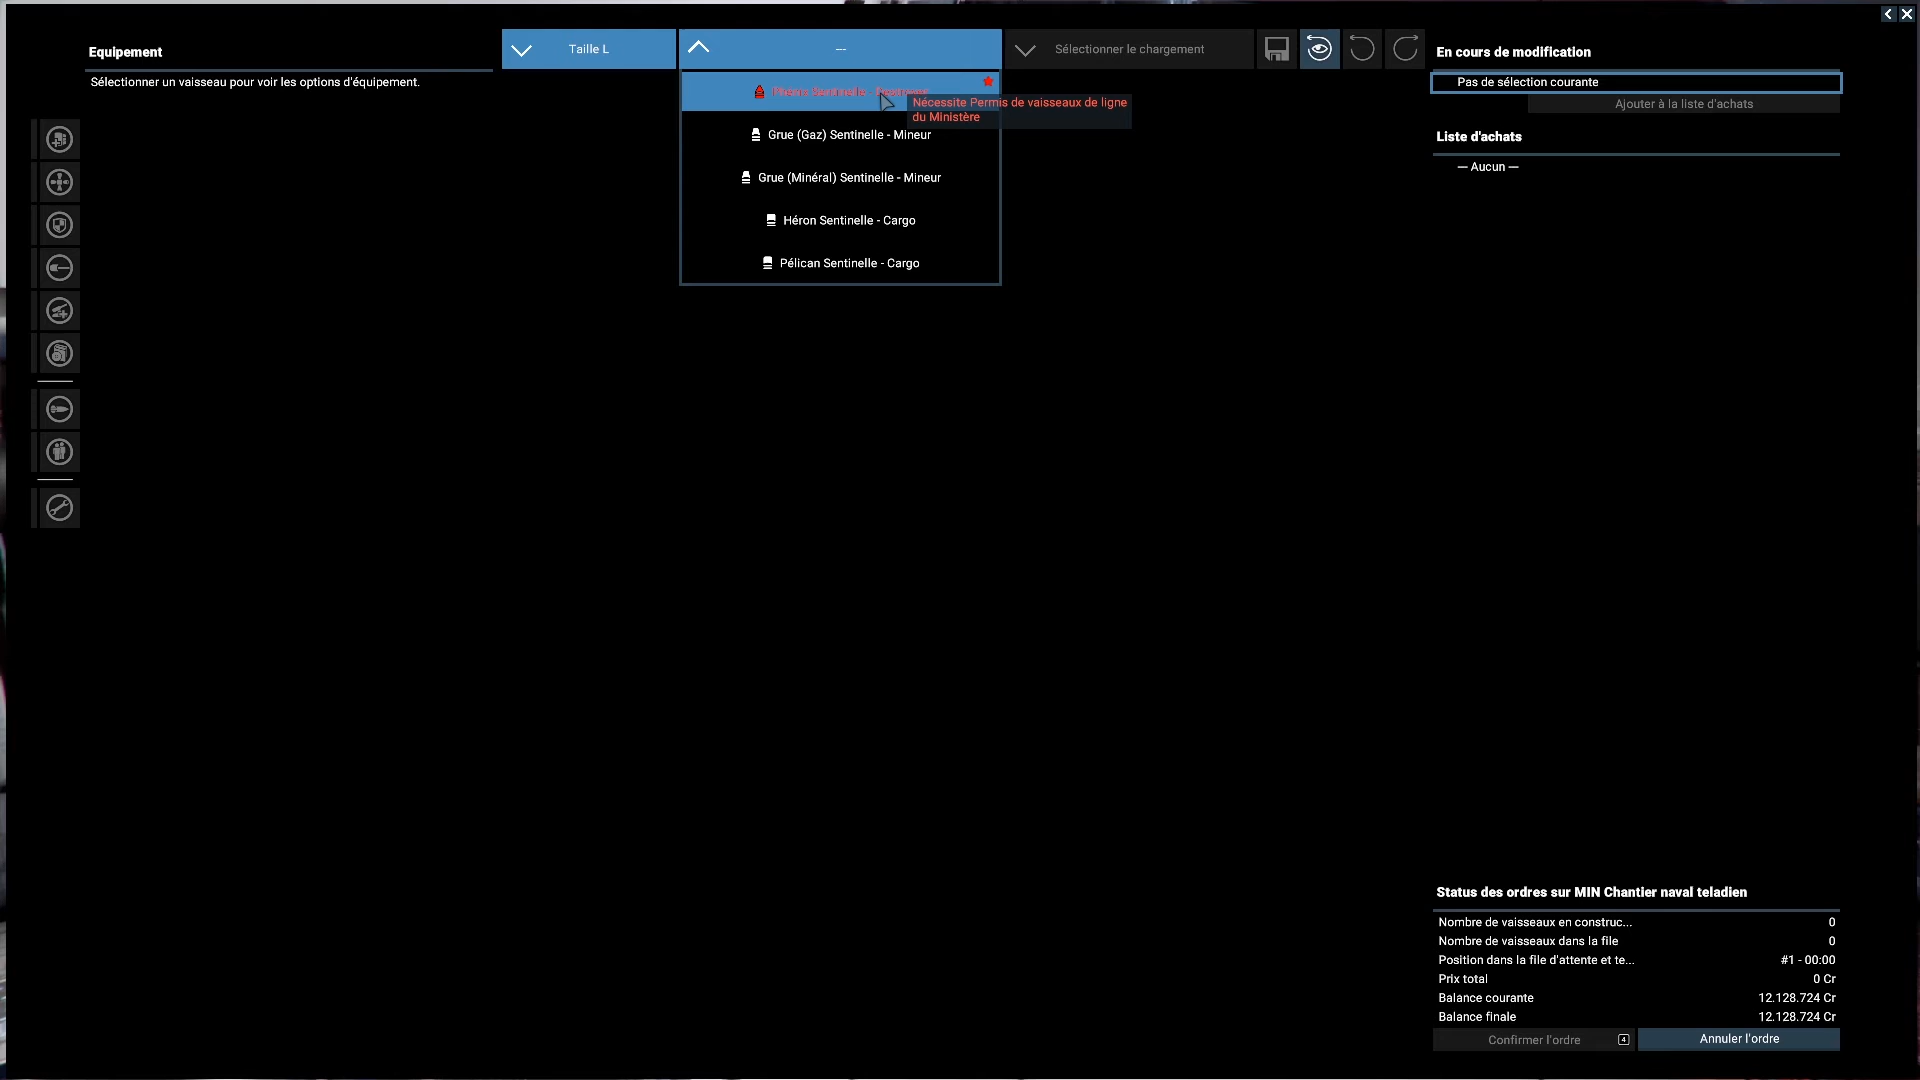 Equipement
Sélectionner un vaisseau pour voir les options d'équipement.
Taille L
---
Sélectionner le chargement
Sentinelle -
Nécessite Permis de vaisseaux de ligne
du Ministère
Grue (Gaz) Sentinelle - Mineur
Grue (Minéral) Sentinelle - Mineur
Héron Sentinelle - Cargo
Pélican Sentinelle - Cargo
En cours de modification
Pas de sélection courante
Ajouter à la liste d'achats
Liste d'achats
— Aucun —
Status des ordres sur MIN Chantier naval teladien
Nombre de vaisseaux en construc... 0
Nombre de vaisseaux dans la file 0
Position dans la file d'attente et te... #1 - 00:00
Prix total 0 Cr
Balance courante 12.128.724 Cr
Balance finale 12.128.724 Cr
Confirmer l'ordre 4
Annuler l'ordre